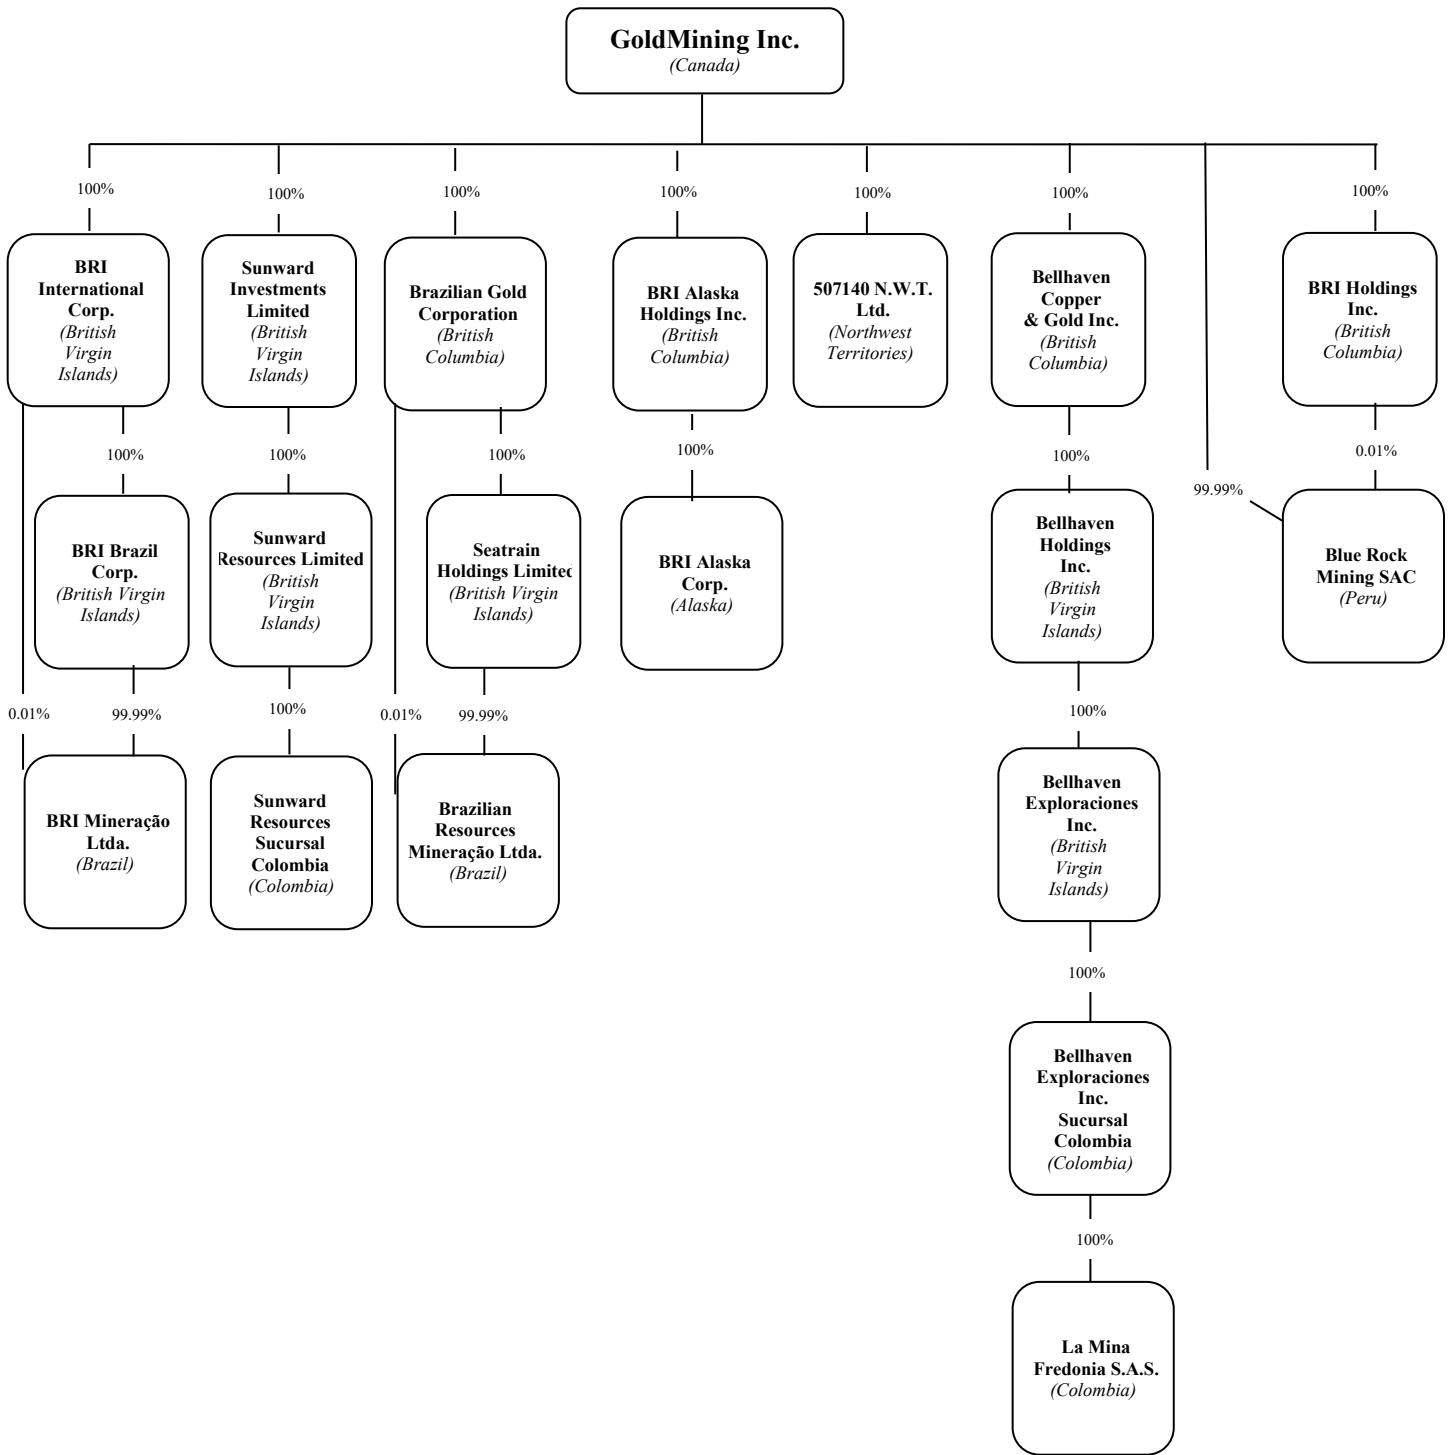 GoldMining Inc.
(Canada)
100%
100%
100%
100%
100%
100%
100%
BRI
International
Corp.
(British
Virgin
Islands)
Sunward
Investments
Limited
(British
Virgin
Islands)
Brazilian Gold
Corporation
(British
Columbia)
BRI Alaska
Holdings Inc.
(British
Columbia)
507140 N.W.T.
Ltd.
(Northwest
Territories)
Bellhaven
Copper
& Gold Inc.
(British
Columbia)
BRI Holdings
Inc.
(British
Columbia)
100%
100%
100%
100%
100%
0.01%
99.99%
BRI Brazil
Corp.
(British Virgin
Islands)
Sunward
Resources Limited
(British
Virgin
Islands)
Seatrain
Holdings Limited
(British Virgin
Islands)
BRI Alaska
Corp.
(Alaska)
Bellhaven
Holdings
Inc.
(British
Virgin
Islands)
Blue Rock
Mining SAC
(Peru)
0.01%
99.99%
100%
0.01%
99.99%
100%
BRI Mineração
Ltda.
(Brazil)
Sunward
Resources
Sucursal
Colombia
(Colombia)
Brazilian
Resources
Mineração Ltda.
(Brazil)
Bellhaven
Exploraciones
Inc.
(British
Virgin
Islands)
100%
Bellhaven
Exploraciones
Inc.
Sucursal
Colombia
(Colombia)
100%
La Mina
Fredonia S.A.S.
(Colombia)